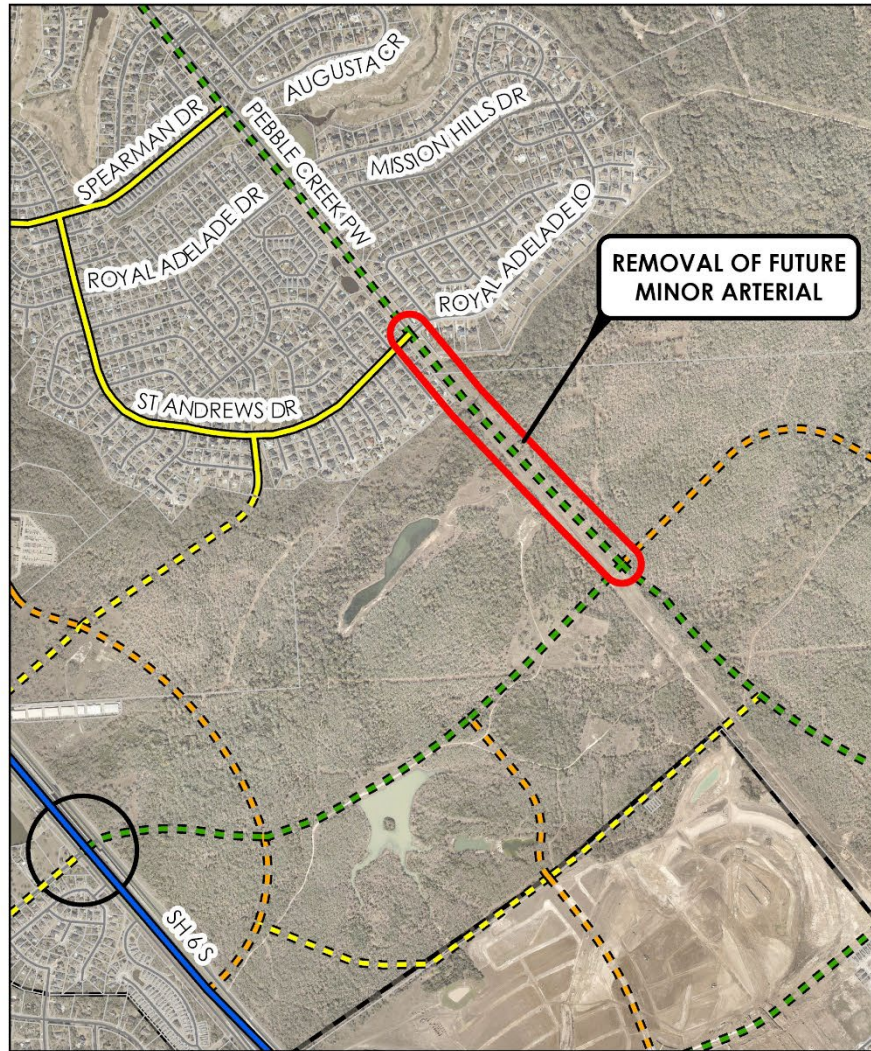 AUGUSTA CR
SPEARMAN DR
PEBBLE CREEK PW
MISSION HILLS DR
ROYAL ADELADE DR
ROYAL ADELADE LO
REMOVAL OF FUTURE
MINOR ARTERIAL
ST ANDREWS DR
SH 6 S